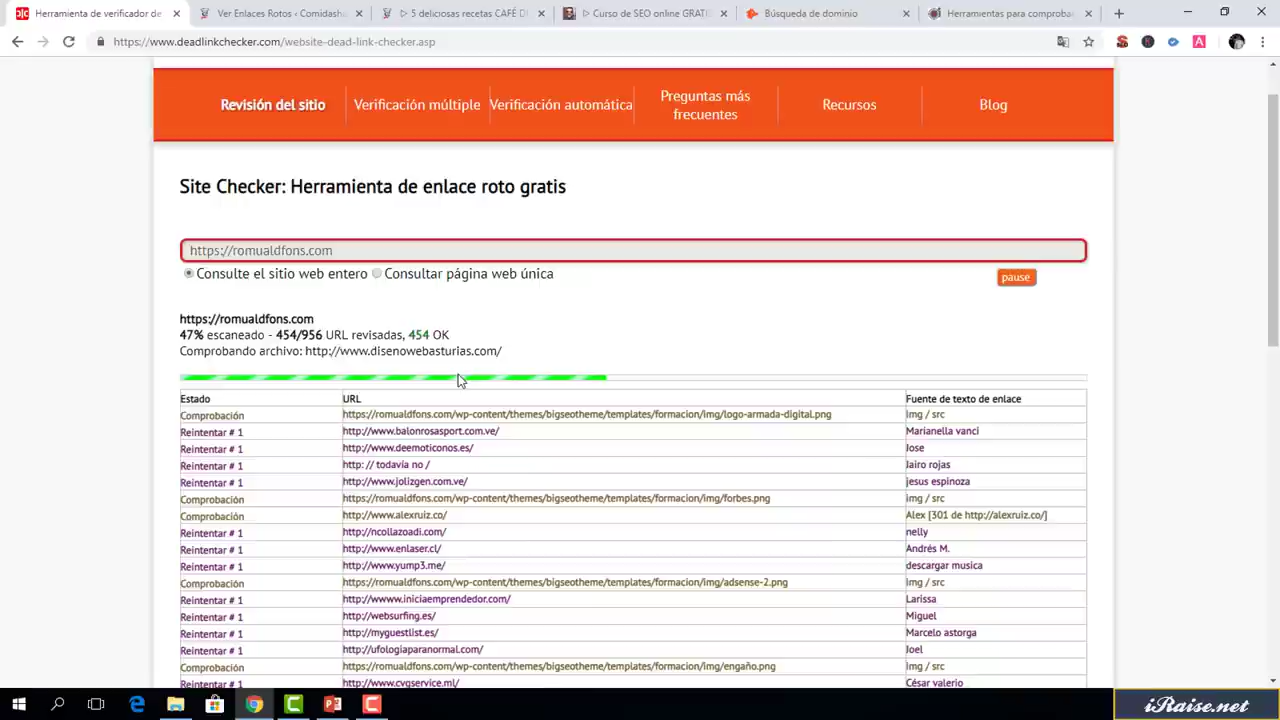 Herramienta de verificador de
Ver Enlaces Rotos ‹ Comidasha
▷ 5 deliciosas recetas CAFÉ D
▷ Curso de SEO online GRATI
Búsqueda de dominio
Herramientas para comproba
https://www.deadlinkchecker.com/website-dead-link-checker.asp
Revisión del sitio
Verificación múltiple
Verificación automática
Preguntas más
frecuentes
Recursos
Blog
Site Checker: Herramienta de enlace roto gratis
https://romualdfons.com
Consulte el sitio web entero
Consultar página web única
pause
https://romualdfons.com
47% escaneado - 454/956 URL revisadas, 454 OK
Comprobando archivo: http://www.disenowebasturias.com/
Estado URL Fuente de texto de enlace
Comprobación https://romualdfons.com/wp-content/themes/bigseotheme/templates/formacion/img/logo-armada-digital.png img / src
Reintentar # 1 http://www.balonrosasport.com.ve/ Marianella vanci
Reintentar # 1 http://www.deemoticonos.es/ Jose
Reintentar # 1 http: // todavía no / Jairo rojas
Reintentar # 1 http://www.jolizgen.com.ve/ jesus espinoza
Comprobación https://romualdfons.com/wp-content/themes/bigseotheme/templates/formacion/img/forbes.png img / src
Comprobación http://www.alexruiz.co/ Alex [301 de http://alexruiz.co/]
Reintentar # 1 http://ncollazoadi.com/ nelly
Reintentar # 1 http://www.enlaser.cl/ Andrés M.
Reintentar # 1 http://www.yump3.me/ descargar musica
Comprobación https://romualdfons.com/wp-content/themes/bigseotheme/templates/formacion/img/adsense-2.png img / src
Reintentar # 1 http://wwww.iniciaemprendedor.com/ Larissa
Reintentar # 1 http://websurfing.es/ Miguel
Reintentar # 1 http://myguestlist.es/ Marcelo astorga
Reintentar # 1 http://ufologiaparanormal.com/ Joel
Comprobación https://romualdfons.com/wp-content/themes/bigseotheme/templates/formacion/img/engaño.png img / src
Reintentar # 1 http://www.cvgservice.ml/ César valerio
iRaise.net